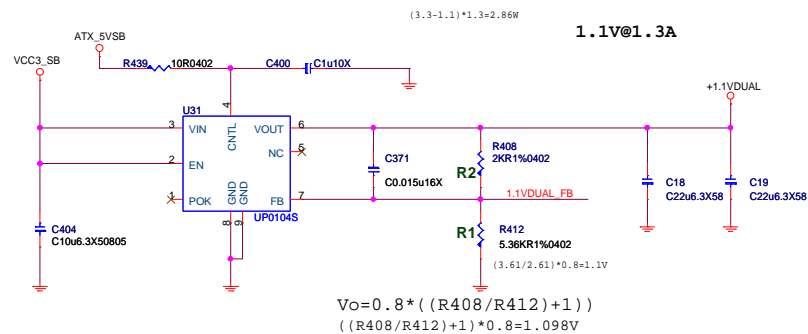 (3.3-1.1)*1.3=2.86W
1.1V@1.3A
ATX_5VSB
VCC3_SB
R439
10R0402
C400
C1u10X
+1.1VDUAL
4
U31
3
VIN
CNTL
VOUT
6
NC
5
2
EN
1
POK
GND
GND
FB
7
8
9
UP0104S
C371
C0.015u16X
R408
2KR1%0402
R2
1.1VDUAL_FB
R1
R412
5.36KR1%0402
(3.61/2.61)*0.8=1.1V
C18
C22u6.3X58
C19
C22u6.3X58
C404
C10u6.3X50805
Vo=0.8*((R408/R412)+1))
((R408/R412)+1)*0.8=1.098V